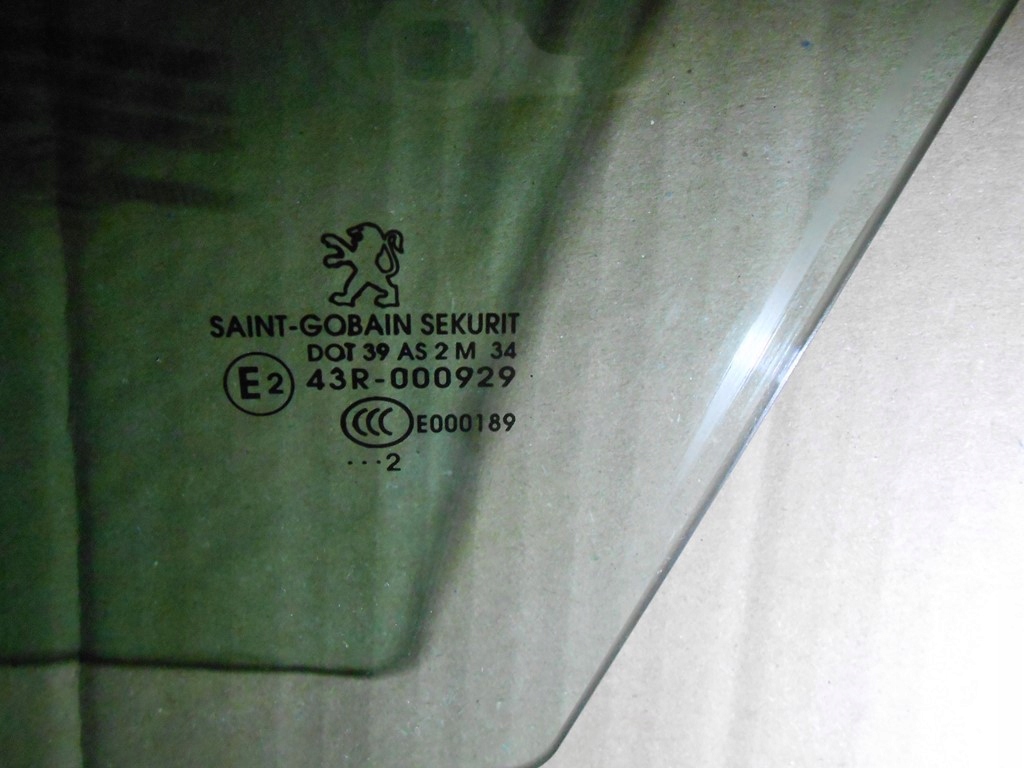 SAINT-GOBAIN SEKURIT
DOT 39 AS 2 M 34
E2 43R-000929
CCC E000189
...2